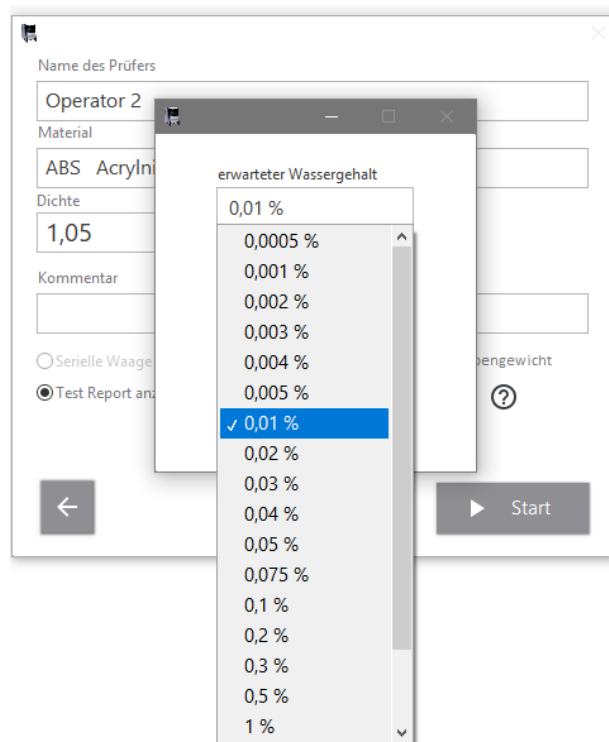 Name des Prüfers
Operator 2
Material
ABS Acrylni
Dichte
1,05
Kommentar
Serielle Waage
bengewicht
Test Report an
erwarteter Wassergehalt
0,01 %
0,0005 %
0,001 %
0,002 %
0,003 %
0,004 %
0,005 %
✓ 0,01 %
0,02 %
0,03 %
0,04 %
0,05 %
0,075 %
0,1 %
0,2 %
0,3 %
0,5 %
1 %
Start